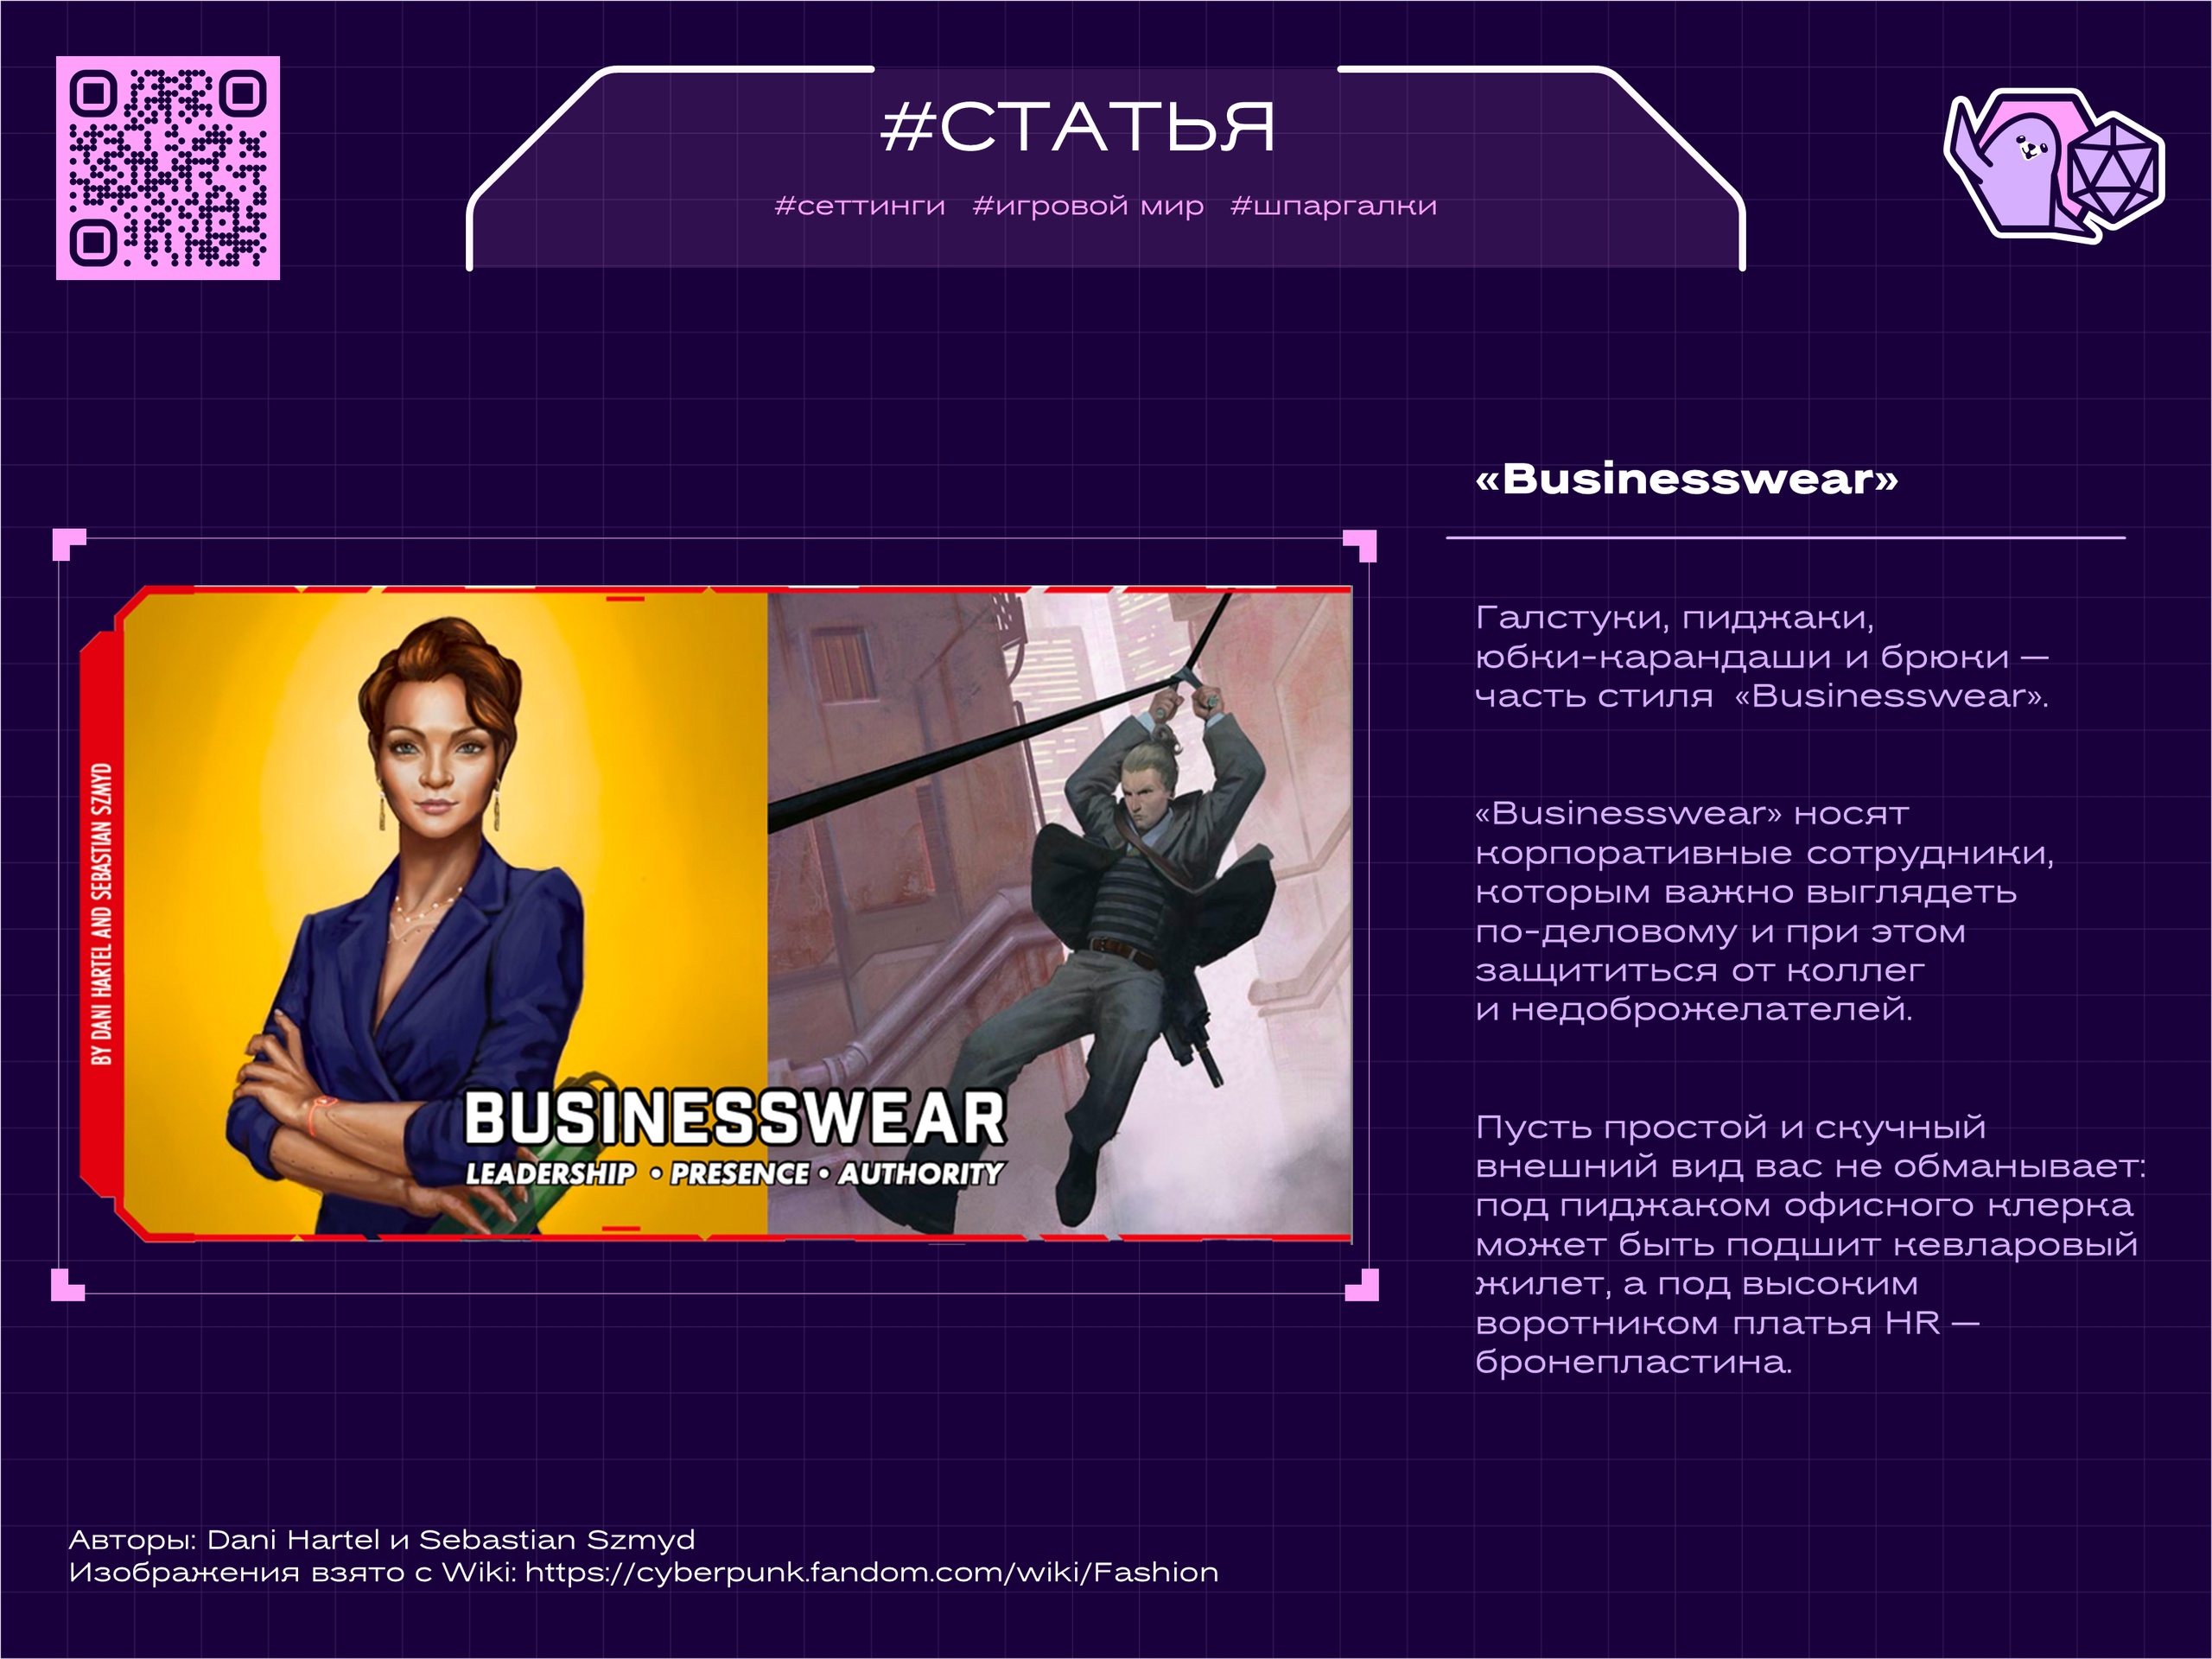 #СТАТЬЯ
#сеттинги #игровой мир #шпаргалки
«Businesswear»
BY DANI HARTEL AND SEBASTIAN SZMYD
BUSINESSWEAR
LEADERSHIP • PRESENCE • AUTHORITY
Галстуки, пиджаки,
юбки-карандаши и брюки —
часть стиля «Businesswear».
«Businesswear» носят
корпоративные сотрудники,
которым важно выглядеть
по-деловому и при этом
защититься от коллег
и недоброжелателей.
Пусть простой и скучный
внешний вид вас не обманывает:
под пиджаком офисного клерка
может быть подшит кевларовый
жилет, а под высоким
воротником платья HR —
бронепластина.
Авторы: Dani Hartel и Sebastian Szmyd
Изображения взято с Wiki: https://cyberpunk.fandom.com/wiki/Fashion